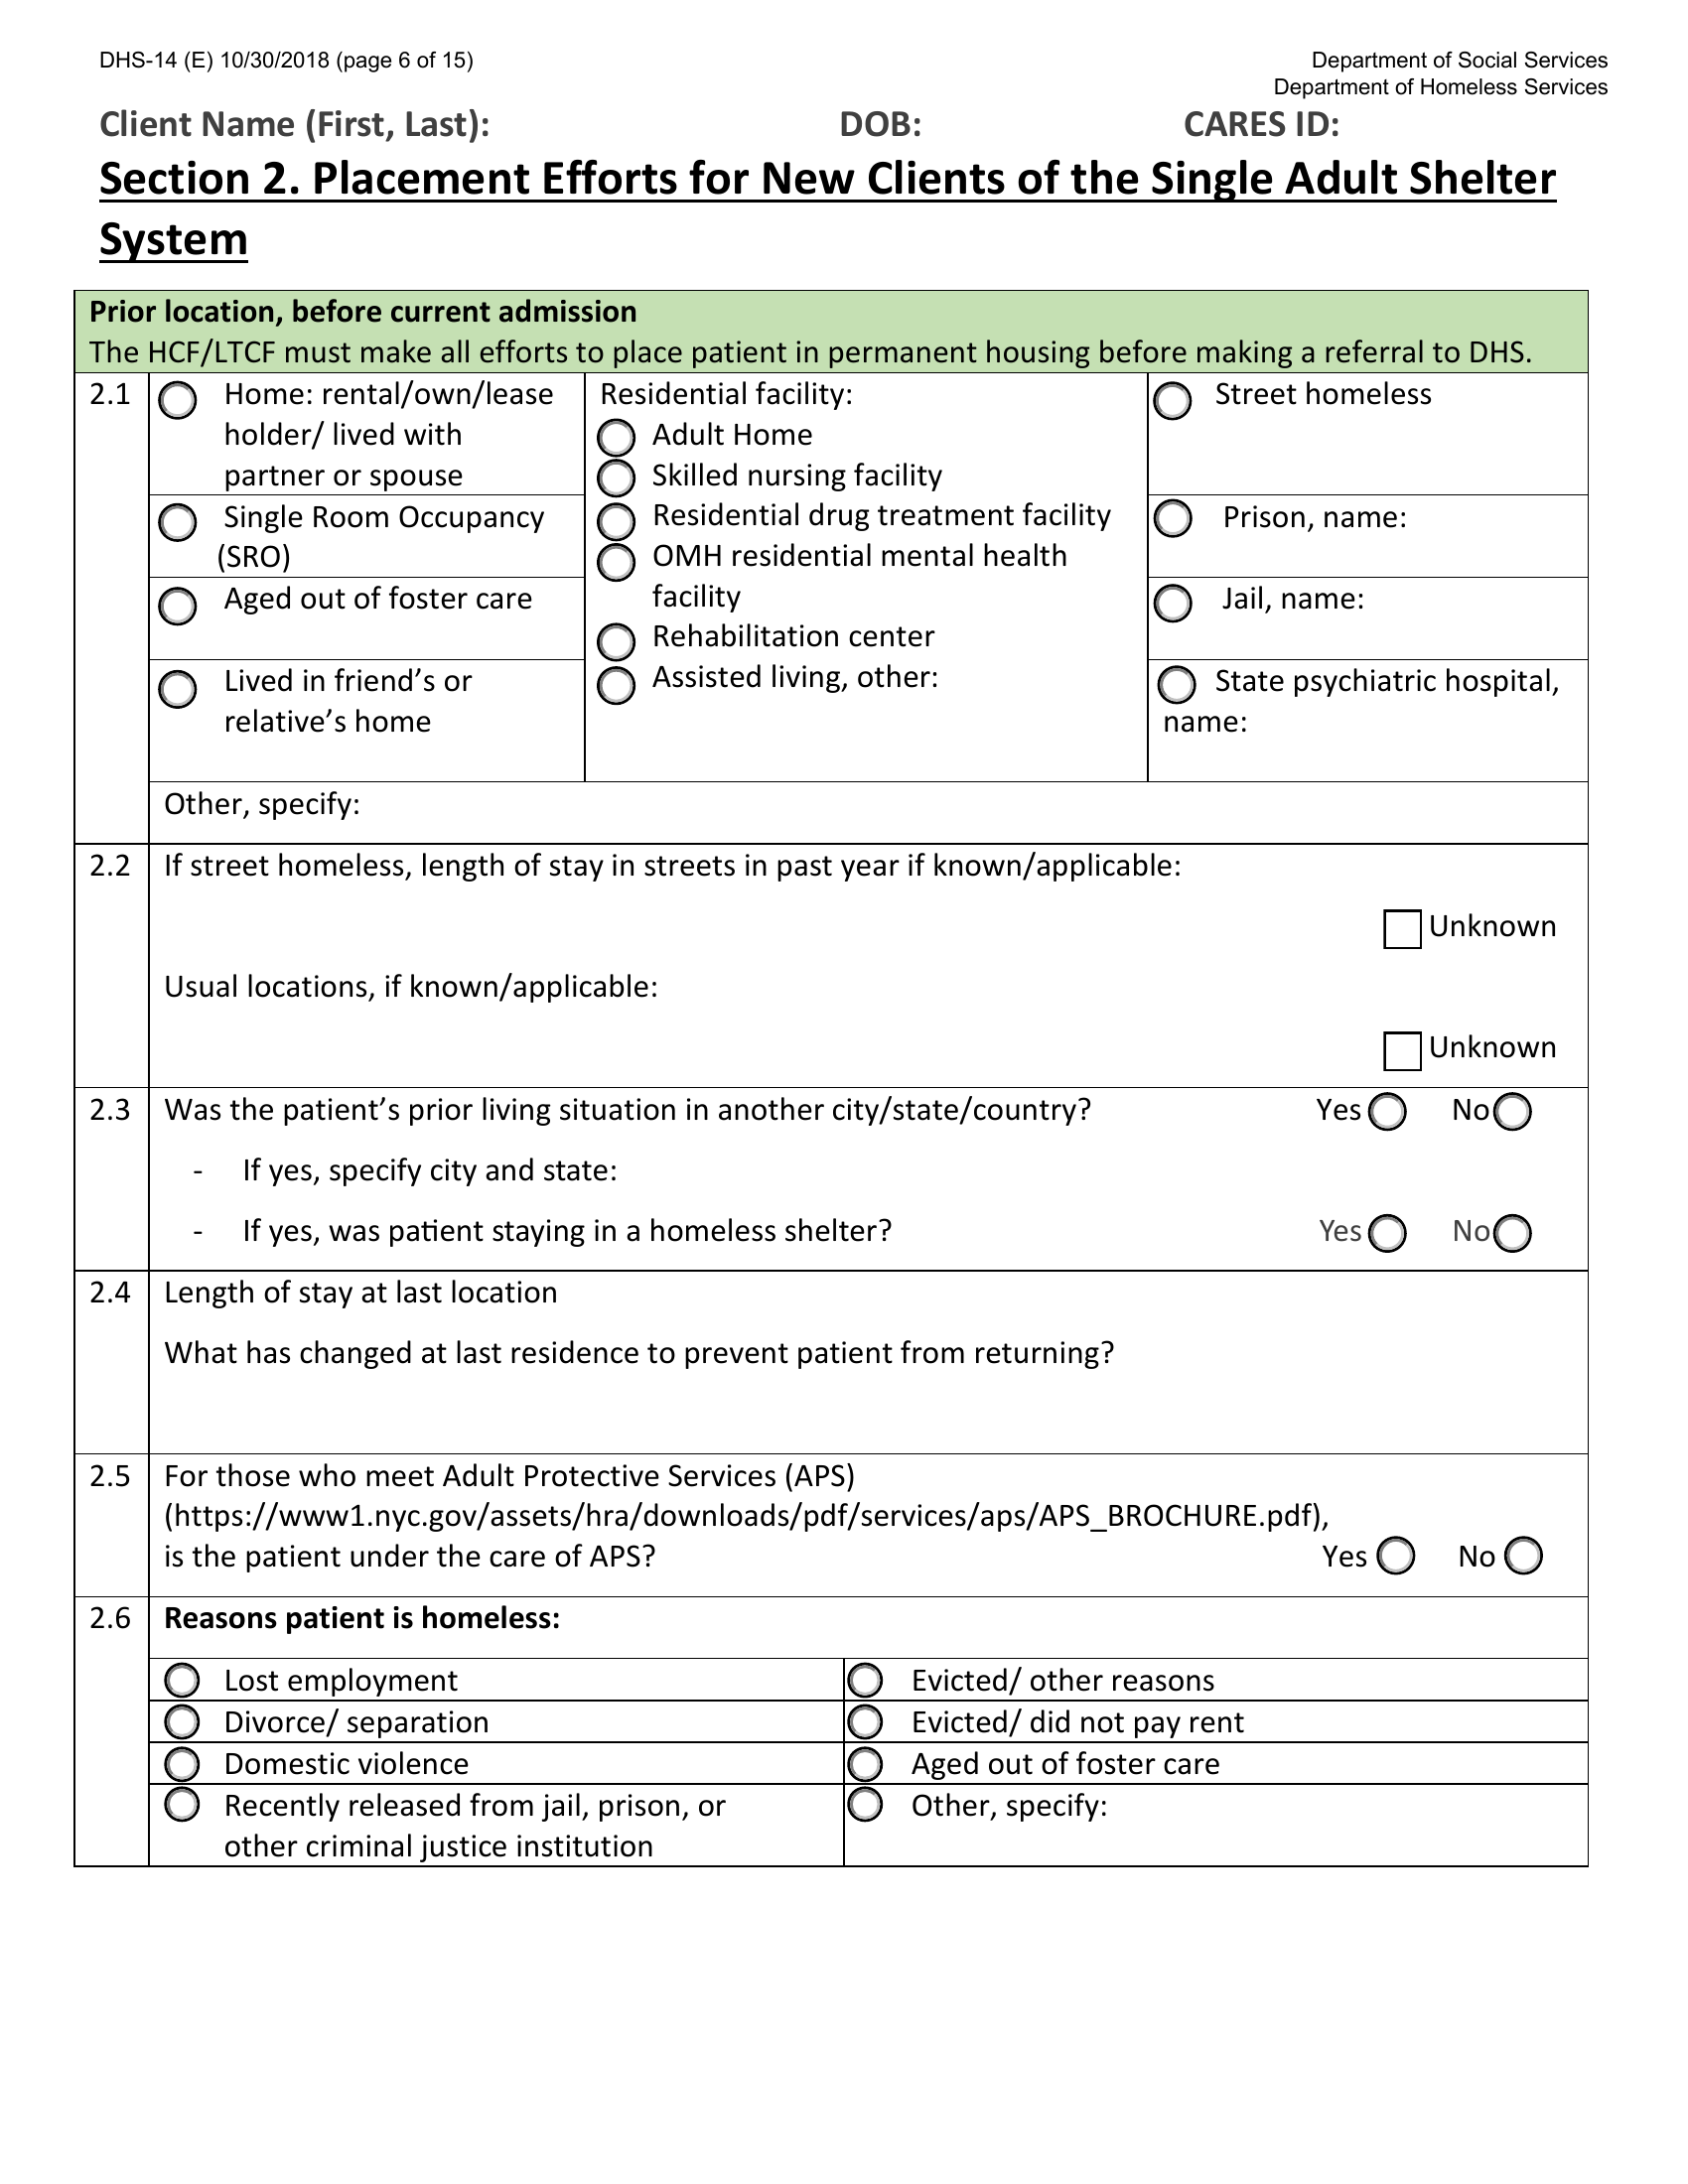 DHS-14 (E) 10/30/2018 (page 6 of 15)
Department of Social Services
Department of Homeless Services
Client Name (First, Last): DOB: CARES ID:
Section 2. Placement Efforts for New Clients of the Single Adult Shelter
System
Prior location, before current admission
The HCF/LTCF must make all efforts to place patient in permanent housing before making a referral to DHS.
2.1
Home: rental/own/lease
holder/ lived with
partner or spouse
Single Room Occupancy
(SRO)
Aged out of foster care
Lived in friend’s or
relative’s home
Residential facility:
Adult Home
Skilled nursing facility
Residential drug treatment facility
OMH residential mental health
facility
Rehabilitation center
Assisted living, other:
Street homeless
Prison, name:
Jail, name:
State psychiatric hospital,
name:
Other, specify:
2.2 If street homeless, length of stay in streets in past year if known/applicable:
Unknown
Usual locations, if known/applicable:
Unknown
2.3 Was the patient’s prior living situation in another city/state/country? Yes No
- If yes, specify city and state:
- If yes, was patient staying in a homeless shelter? Yes No
2.4 Length of stay at last location
What has changed at last residence to prevent patient from returning?
2.5 For those who meet Adult Protective Services (APS)
(https://www1.nyc.gov/assets/hra/downloads/pdf/services/aps/APS_BROCHURE.pdf),
is the patient under the care of APS? Yes No
2.6 Reasons patient is homeless:
Lost employment Evicted/ other reasons
Divorce/ separation Evicted/ did not pay rent
Domestic violence Aged out of foster care
Recently released from jail, prison, or Other, specify:
other criminal justice institution